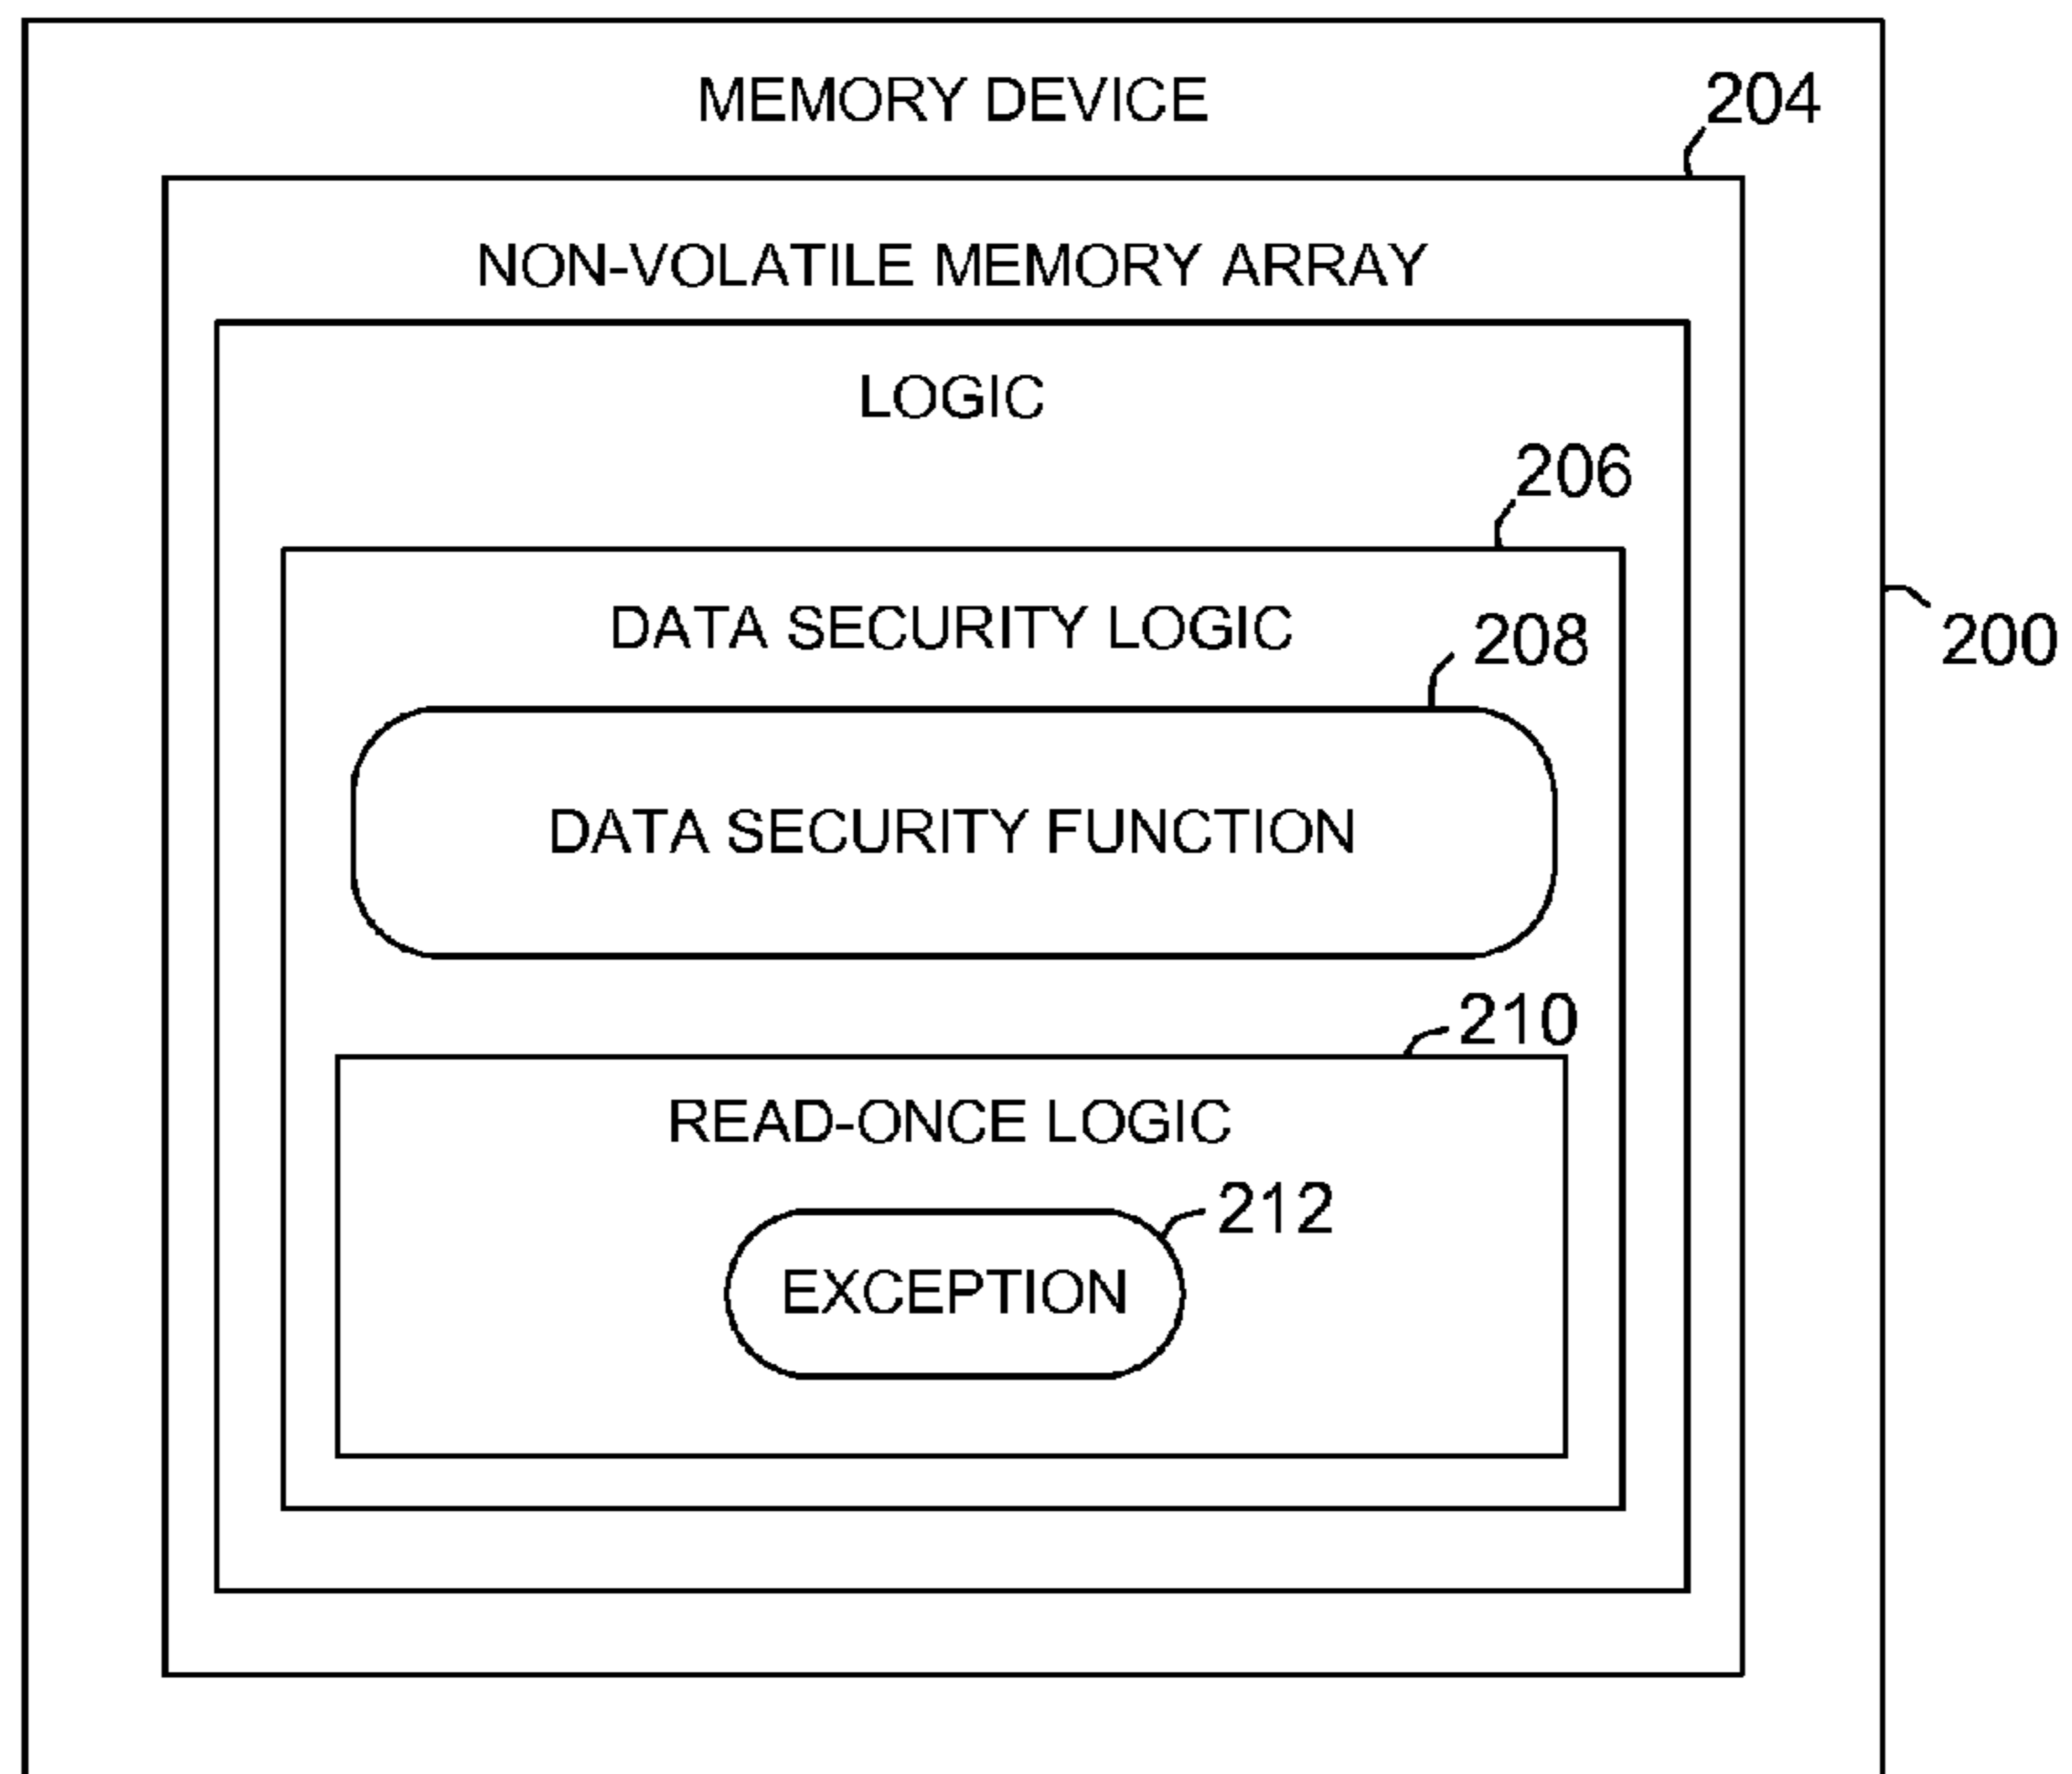 MEMORY DEVICE
204
NON-VOLATILE MEMORY ARRAY
LOGIC
206
DATA SECURITY LOGIC
208
200
DATA SECURITY FUNCTION
210
READ-ONCE LOGIC
212
EXCEPTION